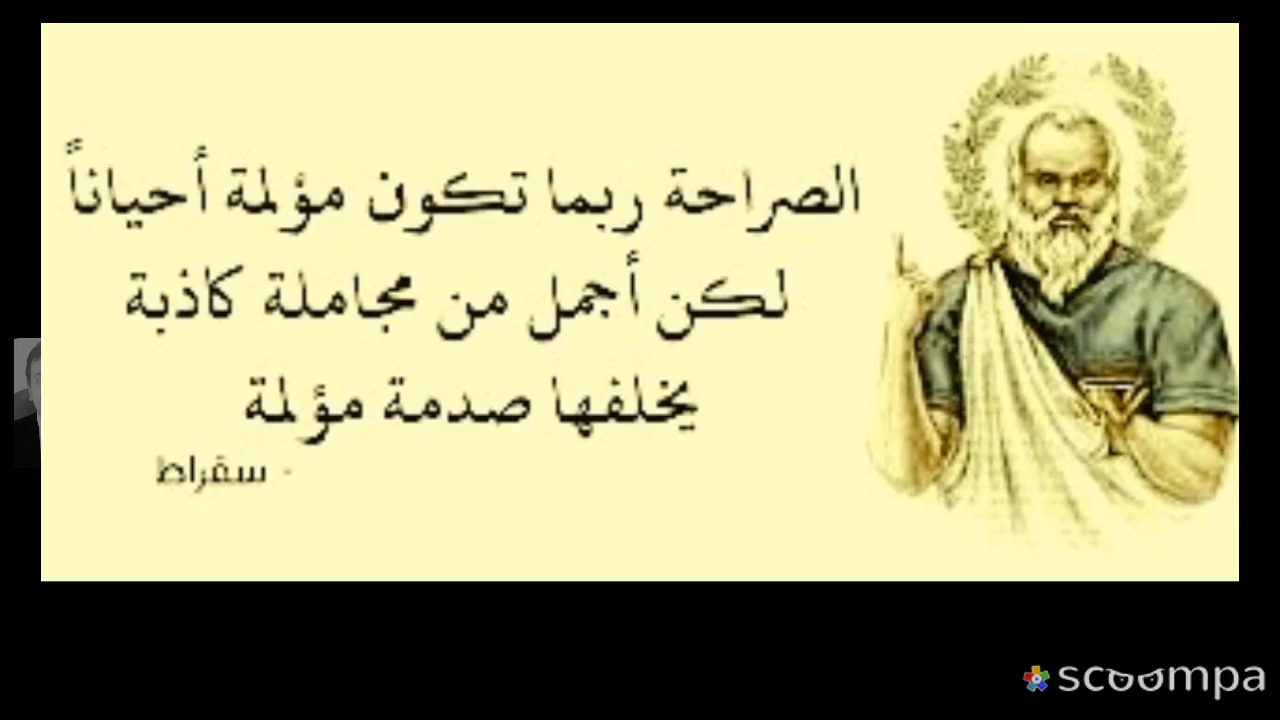 الصراحة ربما تكون مؤلمة أحياناً
لكن أجمل من مجاملة كاذبة
يخلفها صدمة مؤلمة
- سقراط
scoompa